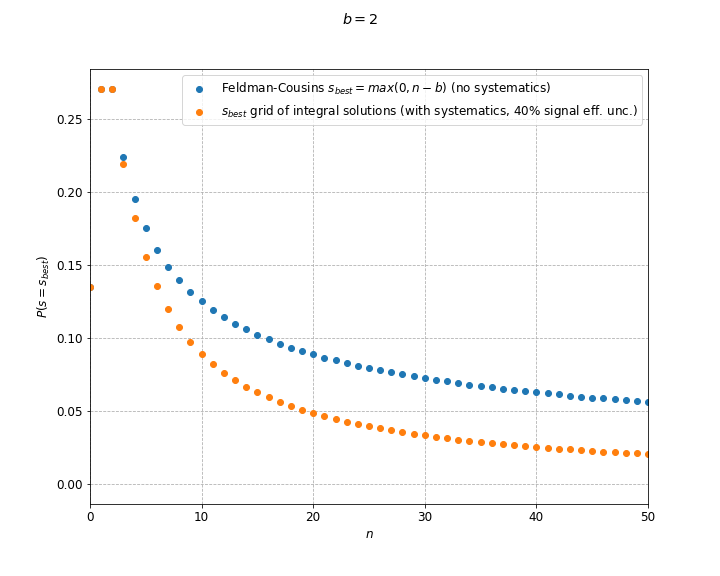 b = 2
Feldman-Cousins s_best = max(0, n − b) (no systematics)
s_best grid of integral solutions (with systematics, 40% signal eff. unc.)
P(s = s_best)
0.25
0.20
0.15
0.10
0.05
0.00
0 10 20 30 40 50
n